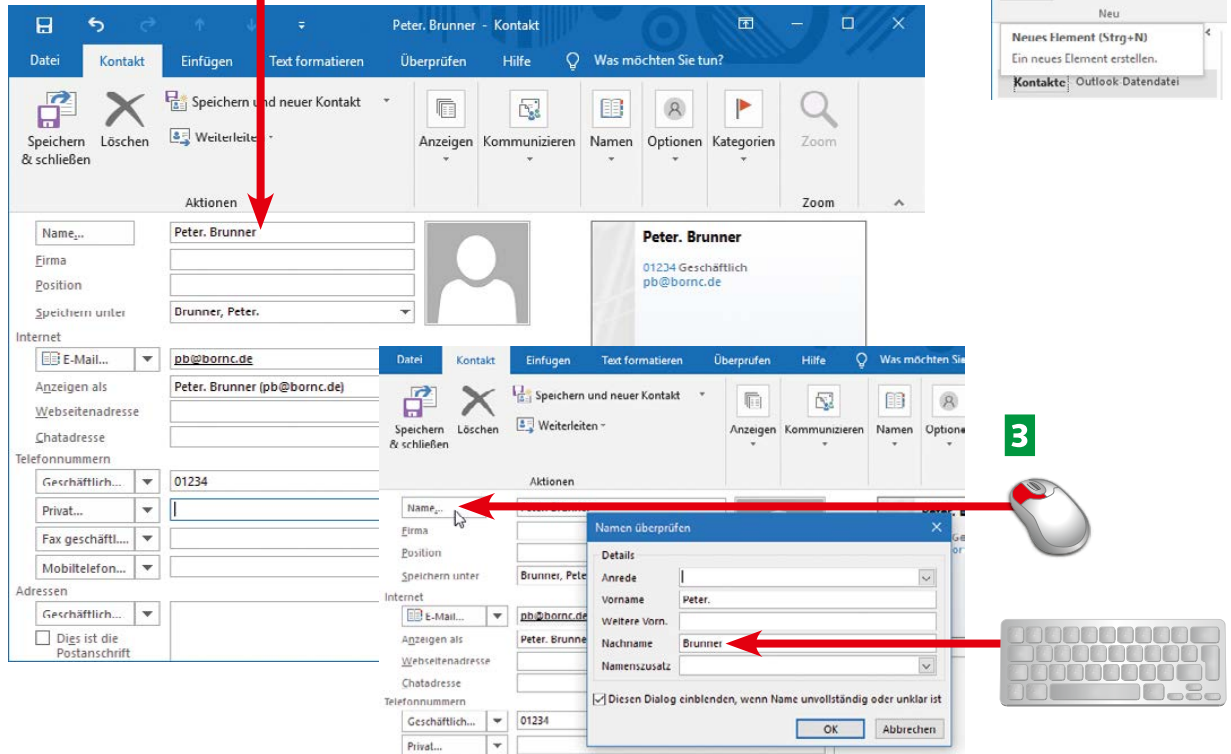 Peter. Brunner - Kontakt
Datei Kontakt Einfügen Text formatieren Überprüfen Hilfe Was möchten Sie tun?
Speichern & schließen
Löschen
Speichern und neuer Kontakt
Weiterleiten
Anzeigen Kommunizieren Namen Optionen Kategorien Zoom
Aktionen Zoom
Name... Peter. Brunner
Firma
Position
Speichern unter Brunner, Peter.
Internet
E-Mail... pb@bornc.de
Anzeigen als Peter. Brunner (pb@bornc.de)
Webseitenadresse
Chatadresse
Telefonnummern
Geschäftlich... 01234
Privat...
Fax geschäftl....
Mobiltelefon...
Adressen
Geschäftlich...
Dies ist die
Postanschrift
Peter. Brunner
01234 Geschäftlich
pb@bornc.de
Neu
Neues Element (Strg+N)
Ein neues Element erstellen.
Kontakte Outlook-Datendatei
Datei Kontakt Einfügen Text formatieren Überprüfen Hilfe Was möchten Sie
Speichern & schließen
Löschen
Speichern und neuer Kontakt
Weiterleiten
Anzeigen Kommunizieren Namen Optione
Aktionen
Name...
Firma
Position
Speichern unter Brunner, Pete
Internet
E-Mail... pb@bornc.de
Anzeigen als Peter. Brunne
Webseitenadresse
Chatadresse
Telefonnummern
Geschäftlich... 01234
Privat...
Namen überprüfen
Details
Anrede
Vorname Peter.
Weitere Vorn.
Nachname Brunner
Namenszusatz
Diesen Dialog einblenden, wenn Name unvollständig oder unklar ist
OK Abbrechen
3